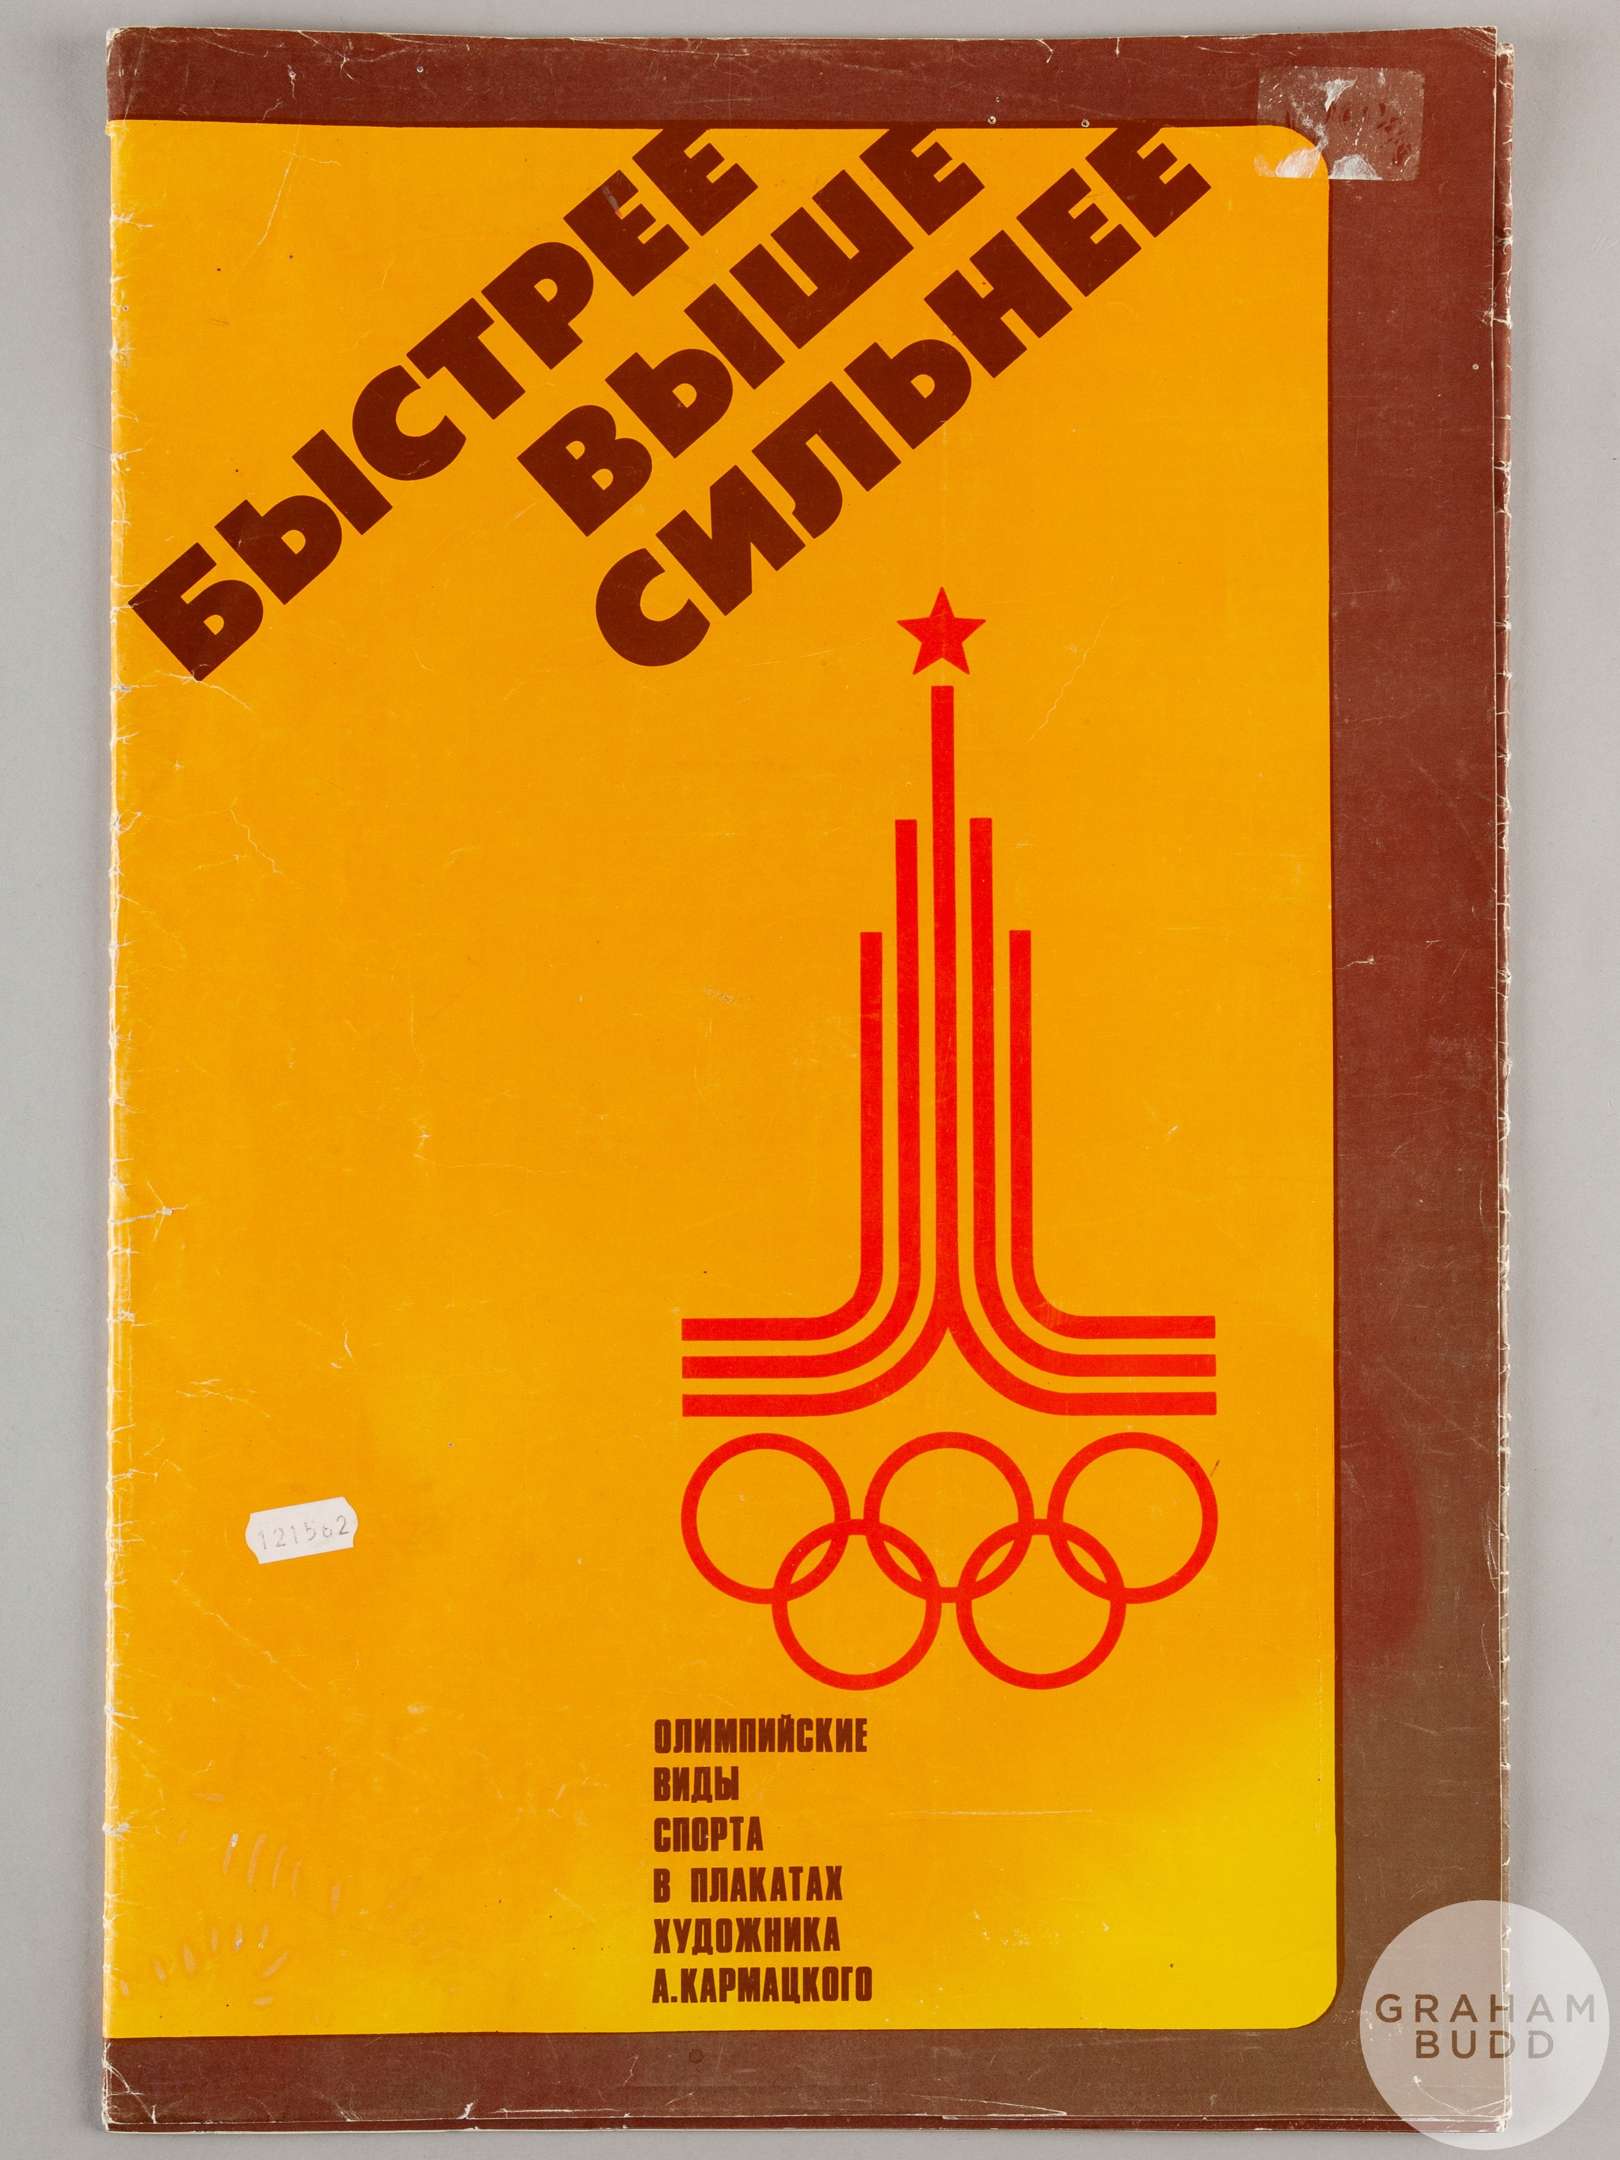 БЫСТРЕЕ
ВЫШЕ
СИЛЬНЕЕ
121562
ОЛИМПИЙСКИЕ
ВИДЫ
СПОРТА
В ПЛАКАТАХ
ХУДОЖНИКА
А.КАРМАЦКОГО
GRAHAM
BUDD